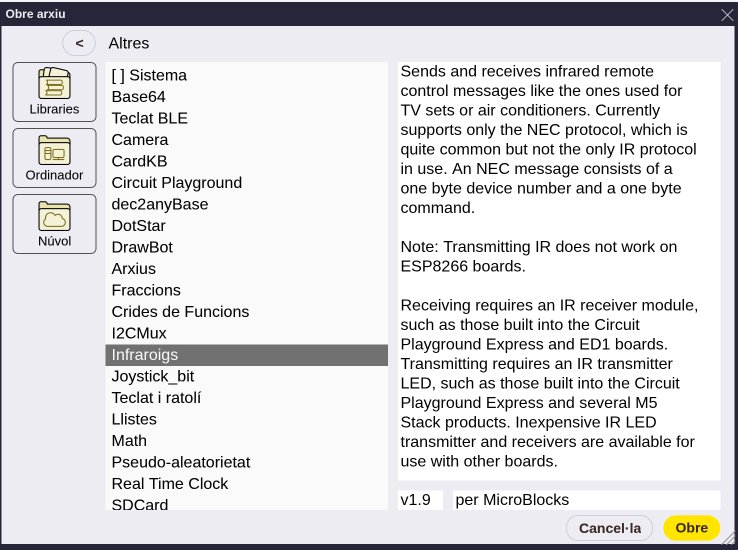 Obre arxiu
<
Altres
Libraries
Ordinador
Núvol
[ ] Sistema
Base64
Teclat BLE
Camera
CardKB
Circuit Playground
dec2anyBase
DotStar
DrawBot
Arxius
Fraccions
Crides de Funcions
I2CMux
Infraroigs
Joystick_bit
Teclat i ratolí
Llistes
Math
Pseudo-aleatorietat
Real Time Clock
SDCard
Sends and receives infrared remote
control messages like the ones used for
TV sets or air conditioners. Currently
supports only the NEC protocol, which is
quite common but not the only IR protocol
in use. An NEC message consists of a
one byte device number and a one byte
command.
Note: Transmitting IR does not work on
ESP8266 boards.
Receiving requires an IR receiver module,
such as those built into the Circuit
Playground Express and ED1 boards.
Transmitting requires an IR transmitter
LED, such as those built into the Circuit
Playground Express and several M5
Stack products. Inexpensive IR LED
transmitter and receivers are available for
use with other boards.
v1.9
per MicroBlocks
Cancel·la
Obre